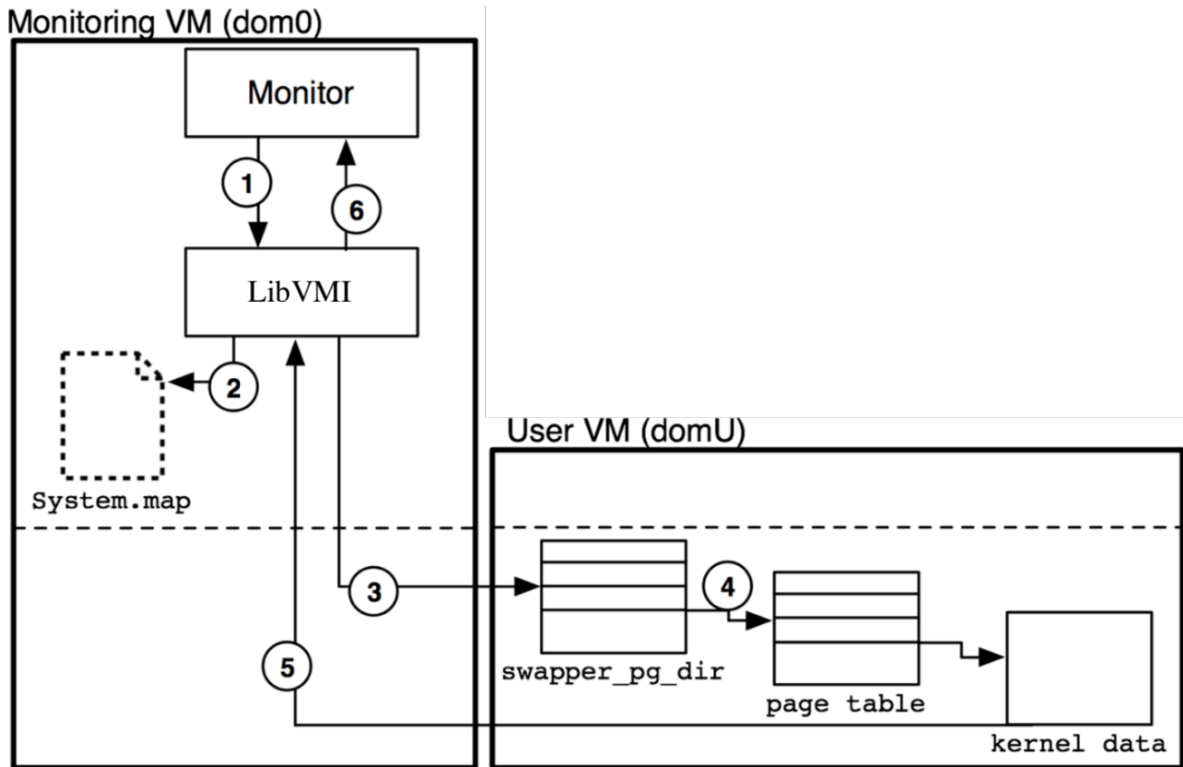 Monitoring VM (dom0)
Monitor
1
6
LibVMI
2
System.map
User VM (domU)
3
4
5
swapper_pg_dir
page table
kernel data